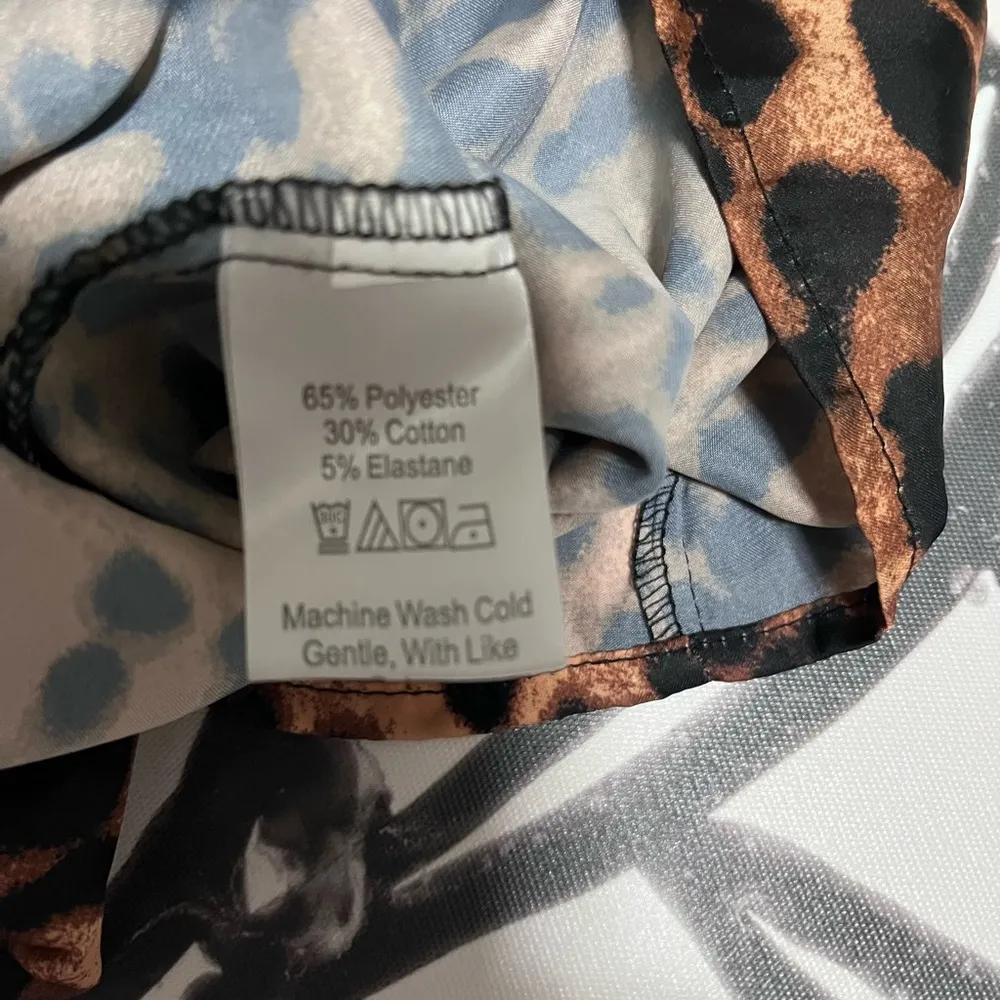 65% Polyester
30% Cotton
5% Elastane
Machine Wash Cold
Gentle, With Like